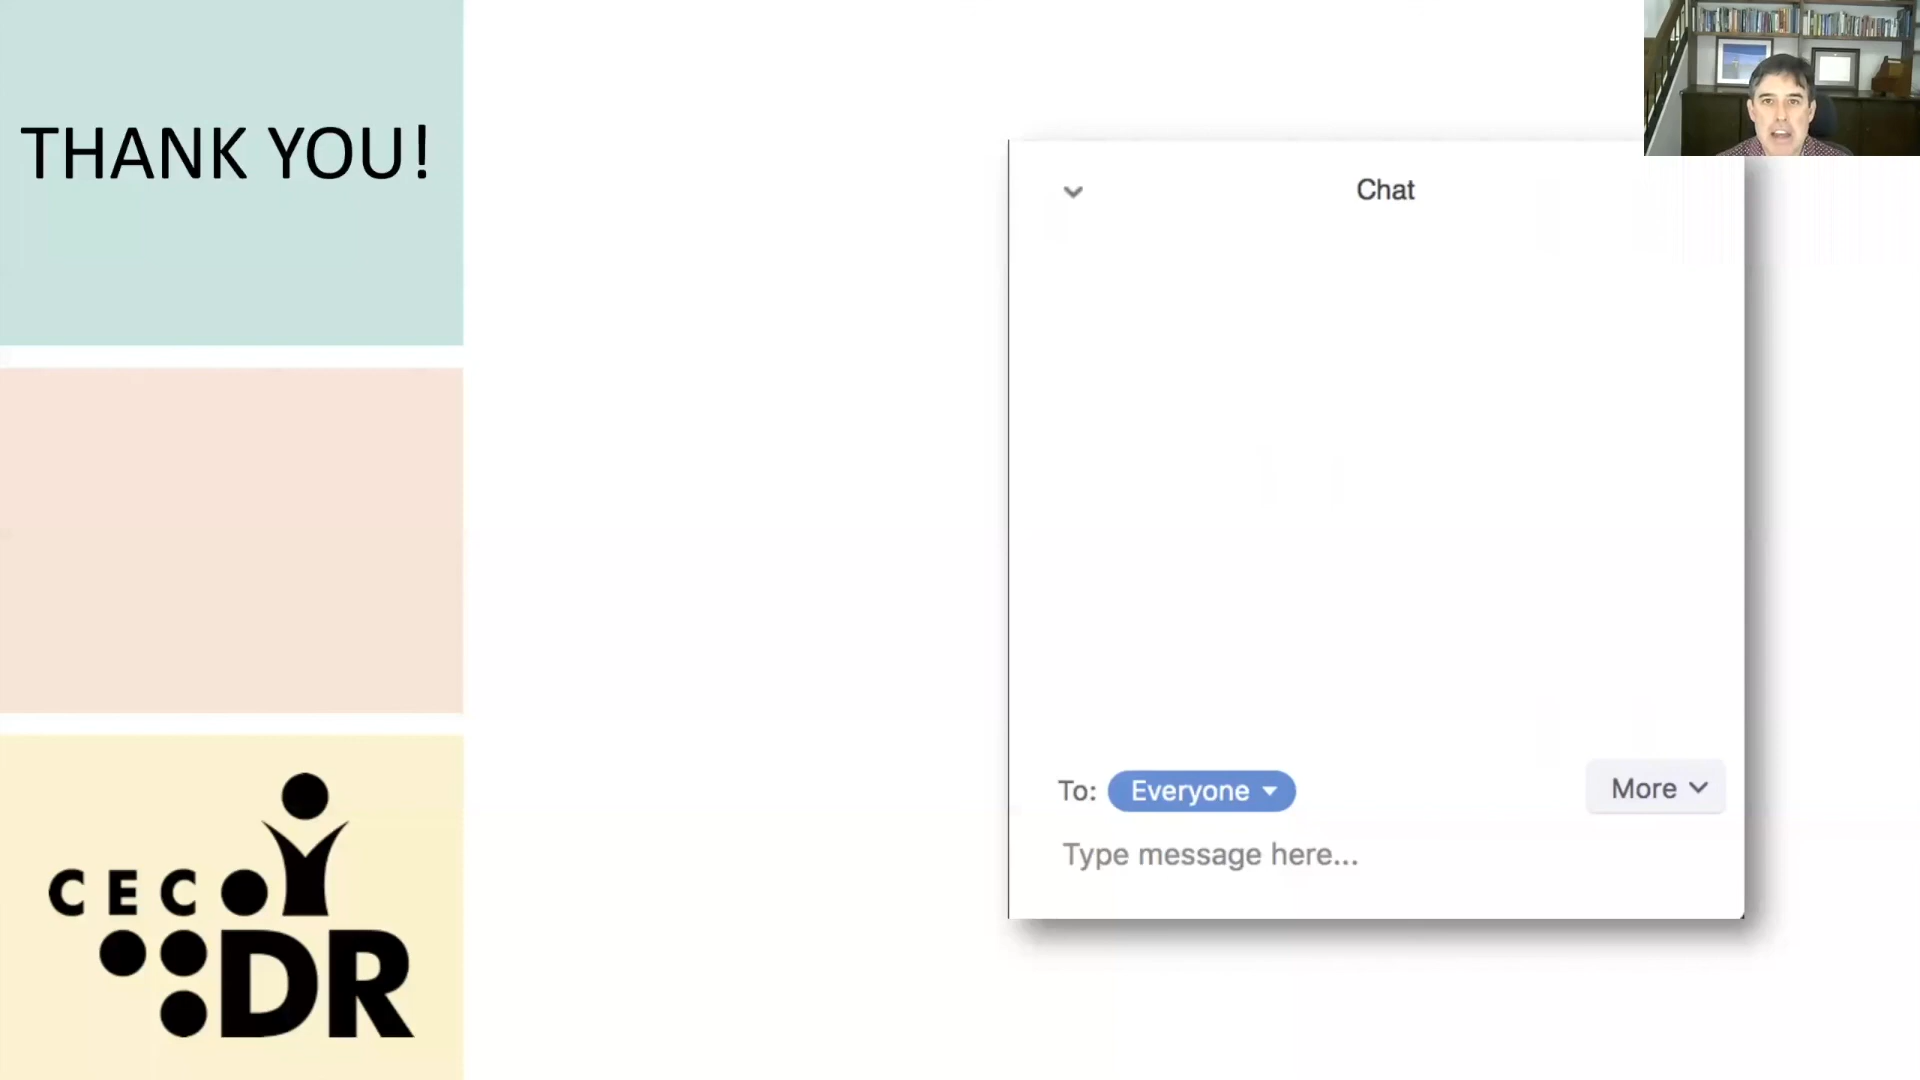 THANK YOU!
Chat
To: Everyone
More
Type message here...
CEC
DR